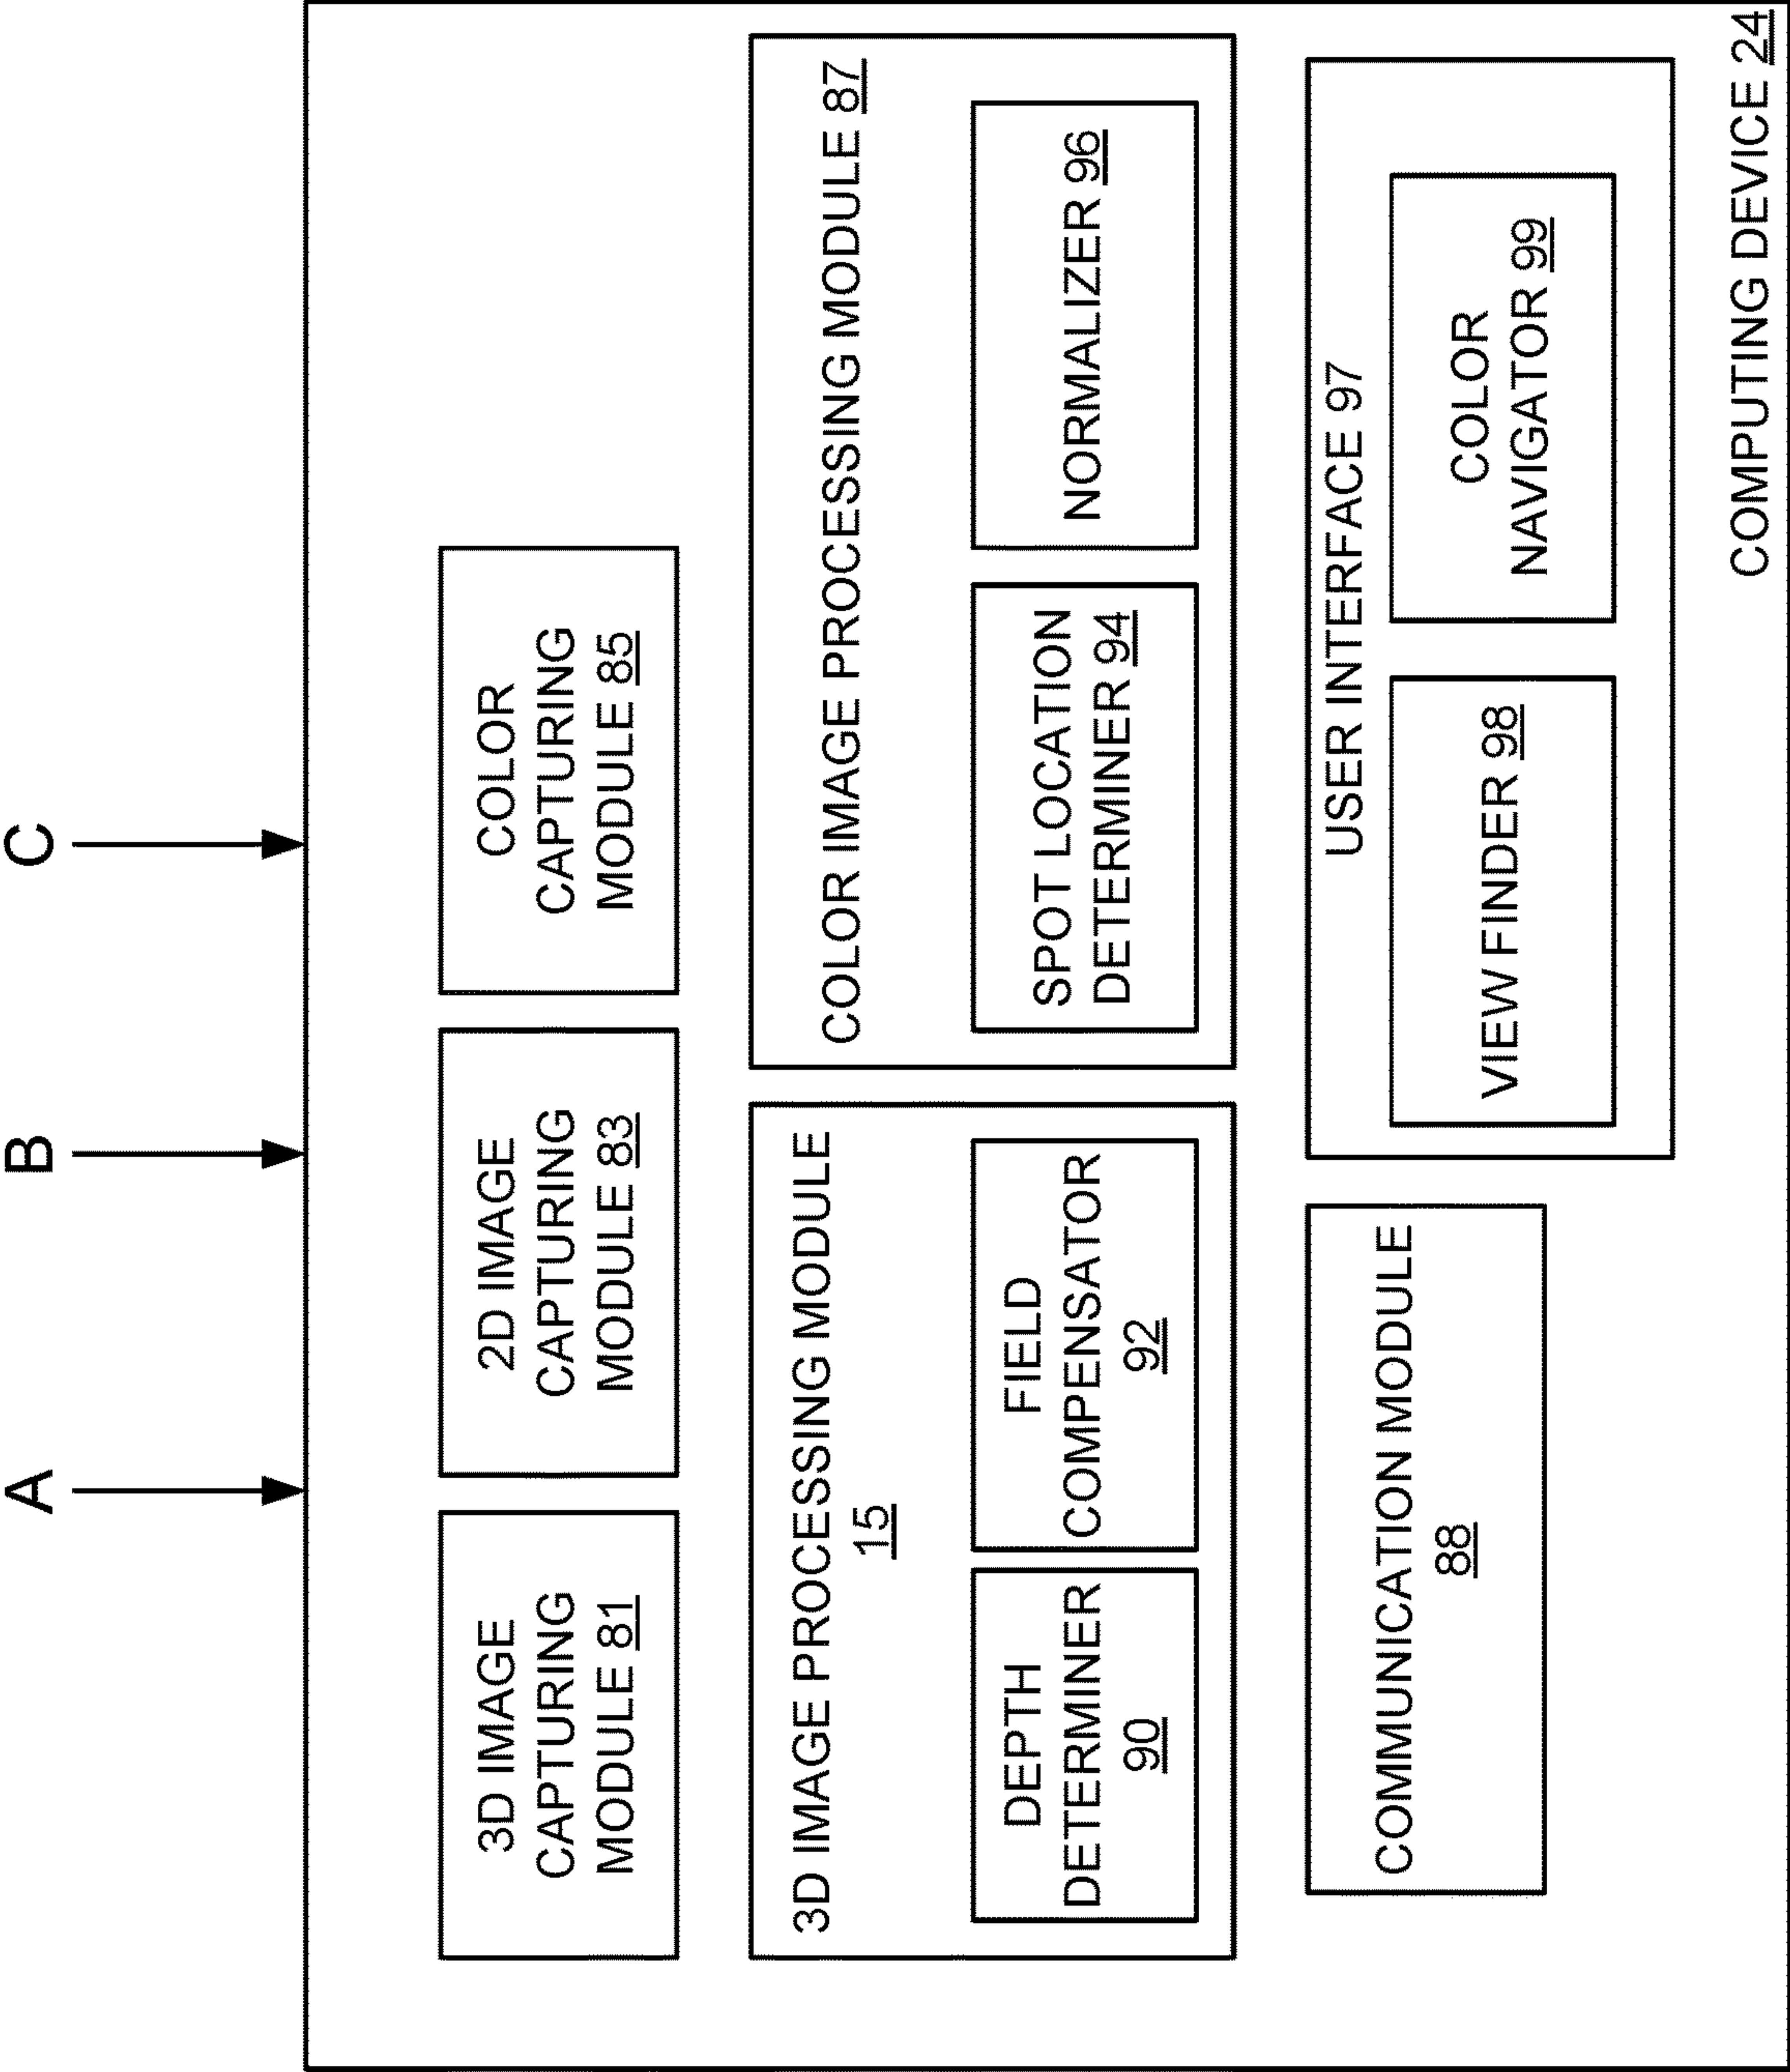 A
B
C
3D IMAGE
CAPTURING
MODULE 81
2D IMAGE
CAPTURING
MODULE 83
COLOR
CAPTURING
MODULE 85
3D IMAGE PROCESSING MODULE
15
DEPTH
DETERMINER
90
FIELD
COMPENSATOR
92
COLOR IMAGE PROCESSING MODULE 87
SPOT LOCATION
DETERMINER 94
NORMALIZER 96
COMMUNICATION MODULE
88
USER INTERFACE 97
VIEW FINDER 98
COLOR
NAVIGATOR 99
COMPUTING DEVICE 24